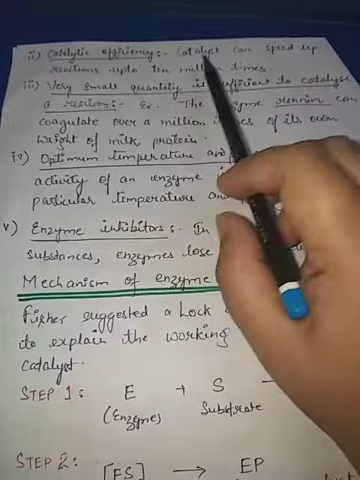 ii) Catalytic efficiency:- Catalyst can speed up
reactions upto ten million times.
iii) Very small quantity is sufficient to catalyse
a reaction:- The enzyme rennin can
coagulate over a million times of its own
weight of milk protein.
iv) Optimum temperature and
activity of an enzyme
particular temperature and
v) Enzyme inhibitors:- In
substances, enzymes lose
Mechanism of enzyme
Fisher suggested a Lock
to explain the working
catalyst.
STEP 1: E + S
(Enzyme) Substrate
STEP 2: [ES] → EP